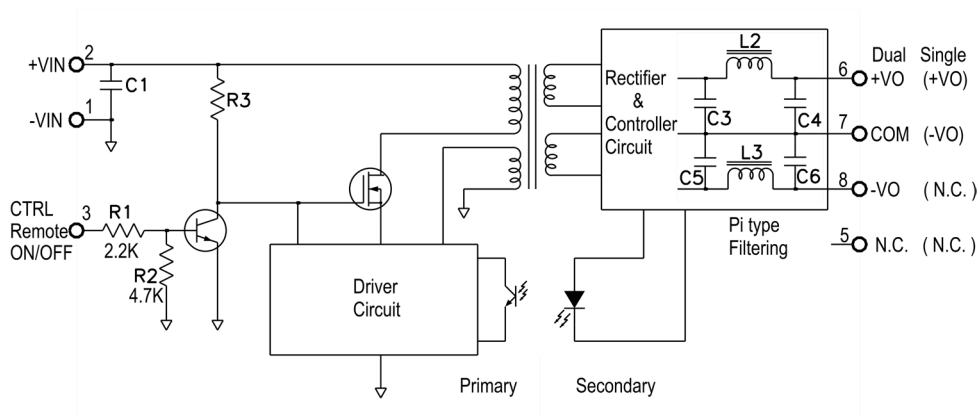 +VIN
2
C1
-VIN
1
R3
CTRL
Remote
ON/OFF
3
R1
2.2K
R2
4.7K
Driver
Circuit
Primary
Secondary
Rectifier
&
Controller
Circuit
L2
C3
C4
C5
L3
C6
Pi type
Filtering
Dual Single
6 +VO (+VO)
7 COM (-VO)
8 -VO ( N.C. )
5 N.C. ( N.C. )